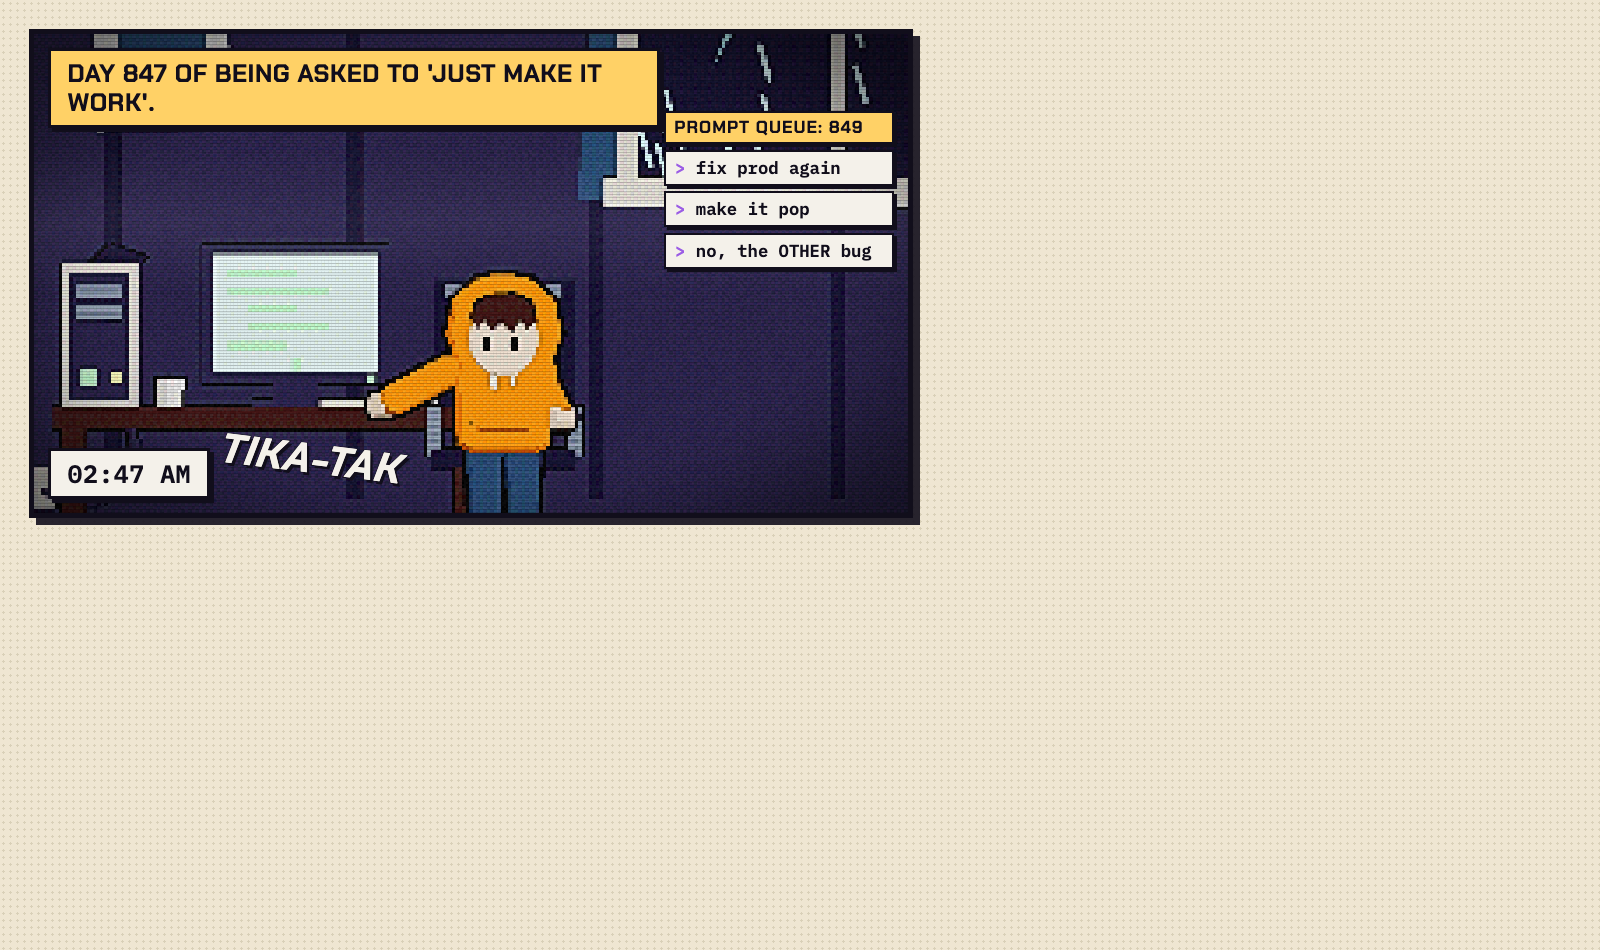 DAY 847 OF BEING ASKED TO 'JUST MAKE IT
WORK'.
PROMPT QUEUE: 849
> fix prod again
> make it pop
> no, the OTHER bug
TIKA-TAK
02:47 AM